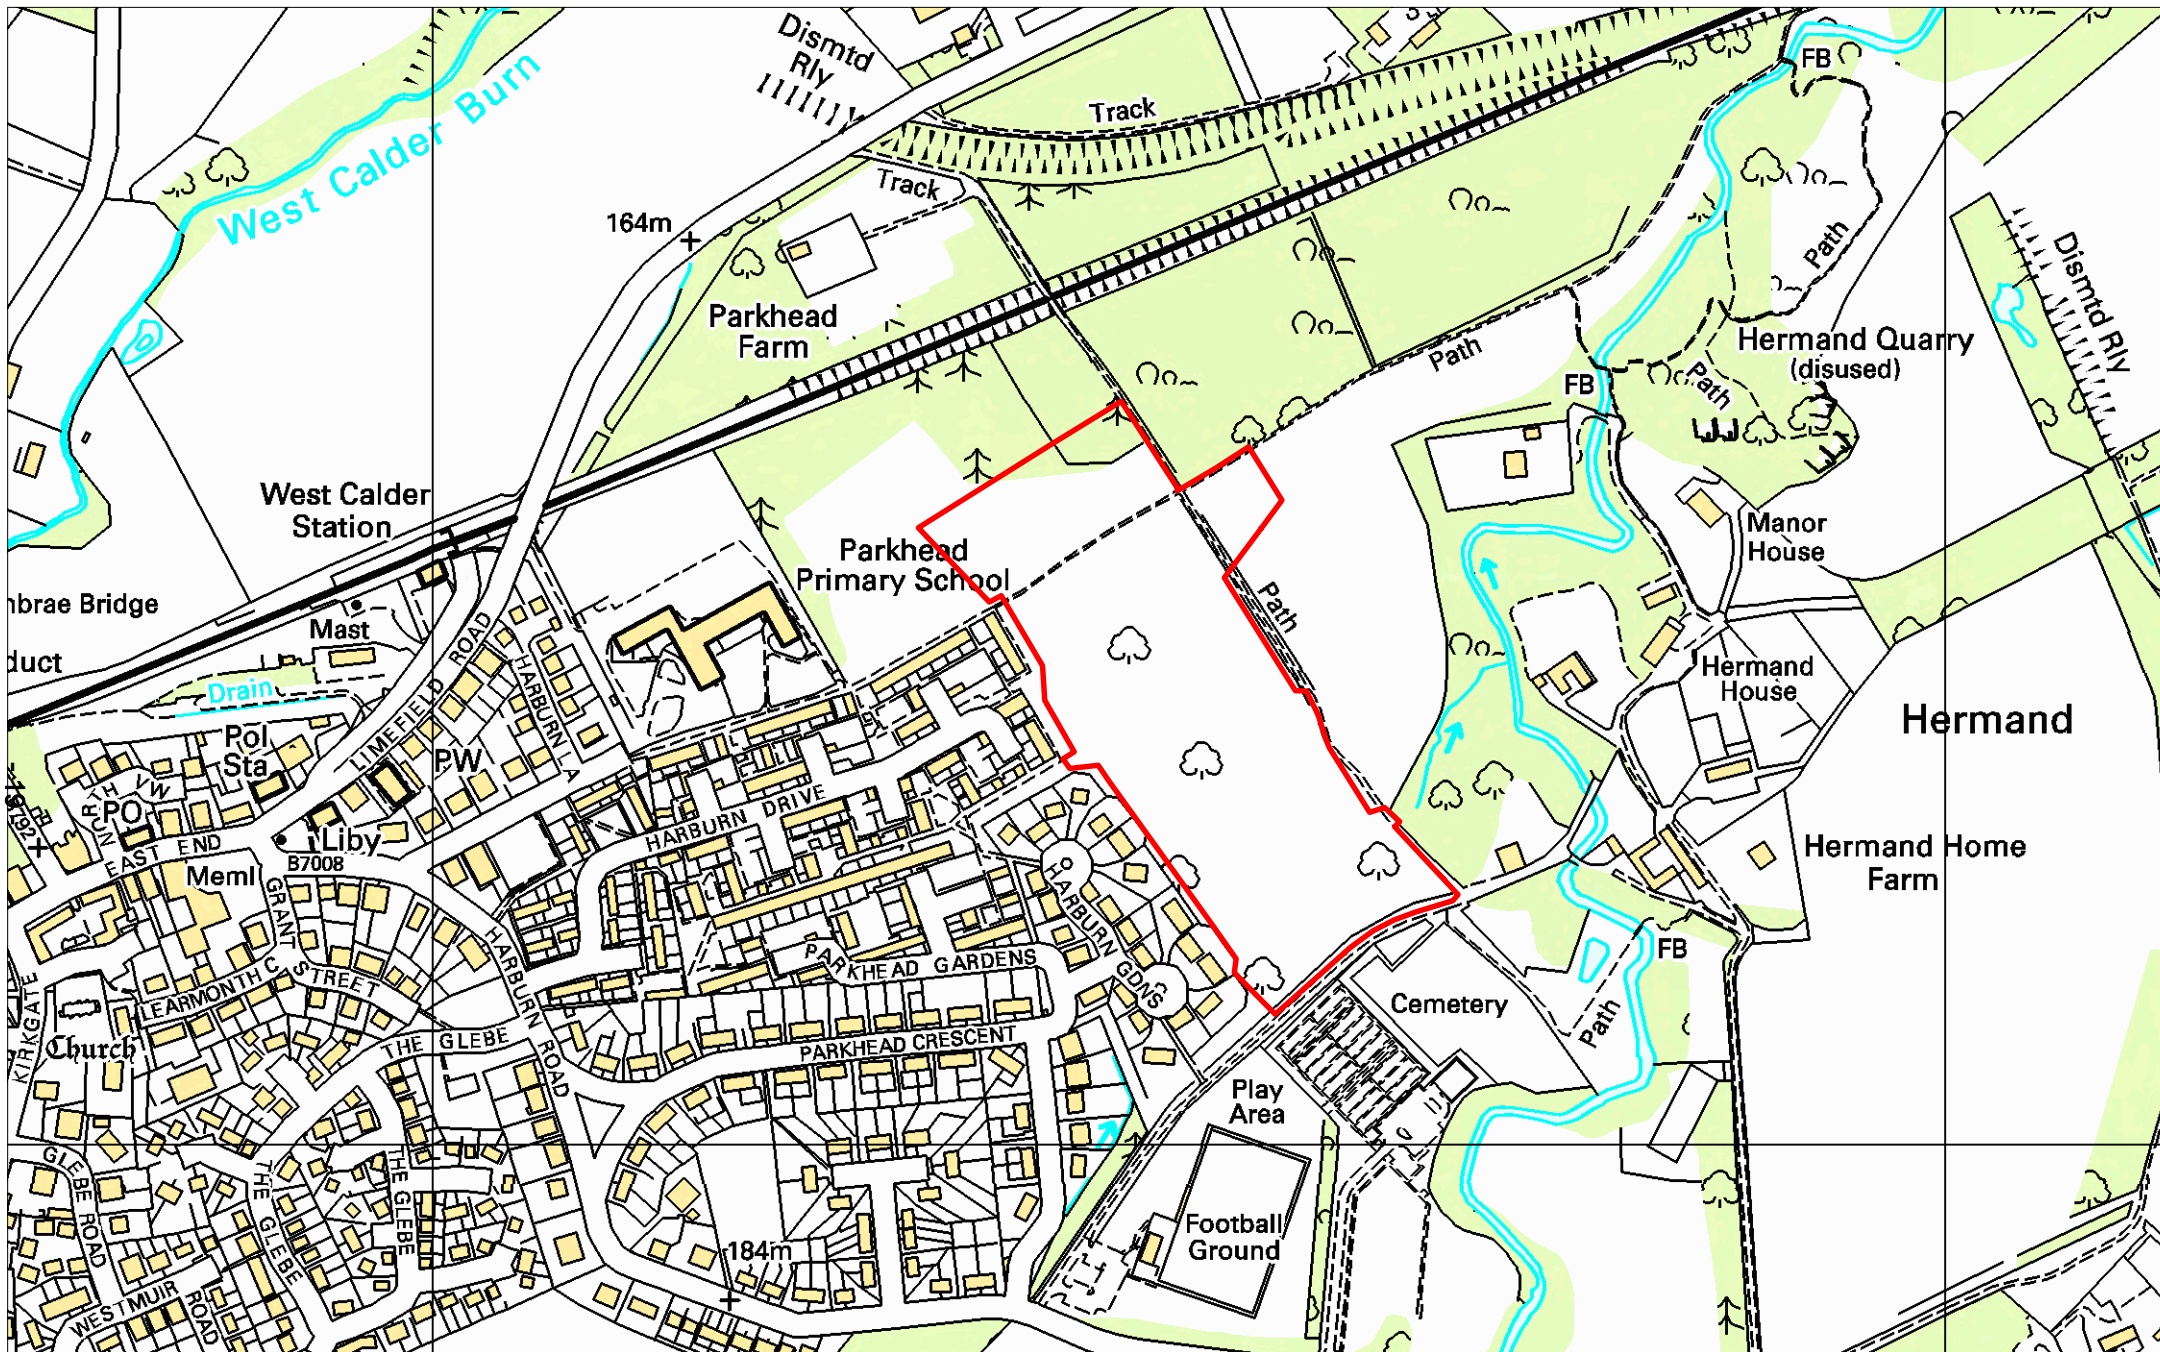 Dismtd
Rly
FB
Track
West Calder Burn
Track
164m
Path
Dismtd Rly
Parkhead
Farm
Path
Hermand Quarry
(disused)
FB
Path
West Calder
Station
Manor
House
Parkhead
Primary School
nbrae Bridge
Path
Mast
duct
LIMEFIELD ROAD
HARBURN LA
Hermand
House
Drain
Hermand
Pol
Sta
PW
NORTH VW
PO
HARBURN DRIVE
Liby
EAST END
B7008
Meml
Hermand Home
Farm
GRANT
HARBURN GDNS
HARBURN ROAD
PARKHEAD GARDENS
FB
LEARMONTH C
STREET
KIRKGATE
Cemetery
Path
Church
THE GLEBE
PARKHEAD CRESCENT
Play
Area
GLEBE ROAD
THE GLEBE
THE GLEBE
Football
Ground
184m
WESTMUIR
ROAD